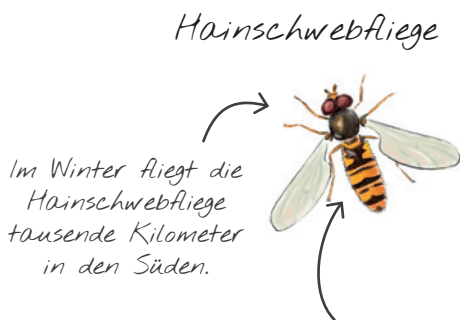 Hainschwebfliege
Im Winter fliegt die
Hainschwebfliege
tausende Kilometer
in den Süden.